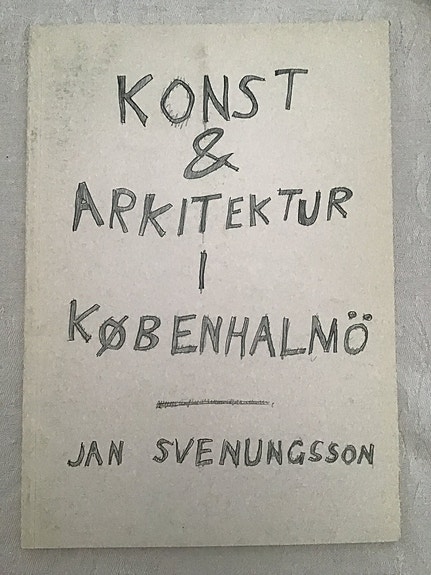 KONST
&
ARKITEKTUR
I
KØBENHALMÖ
JAN SVENUNGSSON